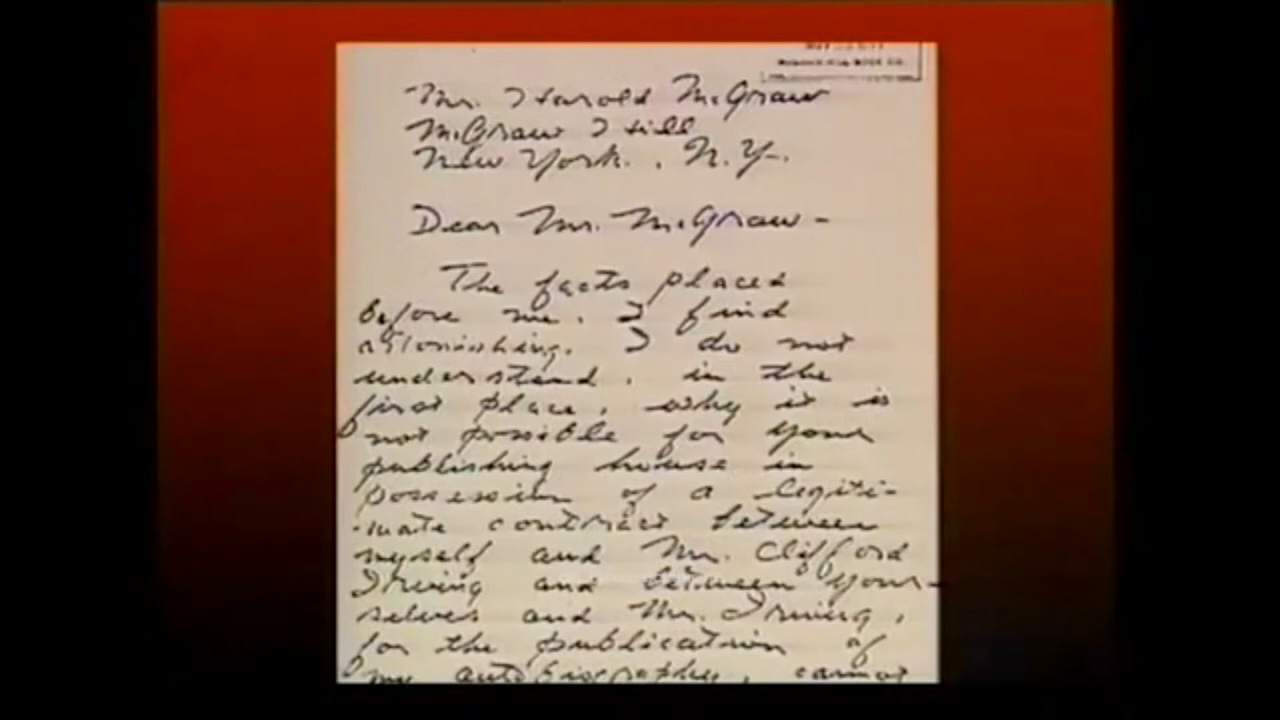 Mr. Harold McGraw
McGraw Hill
New York., N.Y.
Dear Mr. McGraw-
The facts placed
before me, I find
astonishing. I do not
understand, in the
first place, why it is
not possible for your
publishing house in
possession of a legiti-
-mate contract between
myself and Mr. Clifford
Irving and between your-
selves and Mr. Irving,
for the publication of
my autobiography, cannot